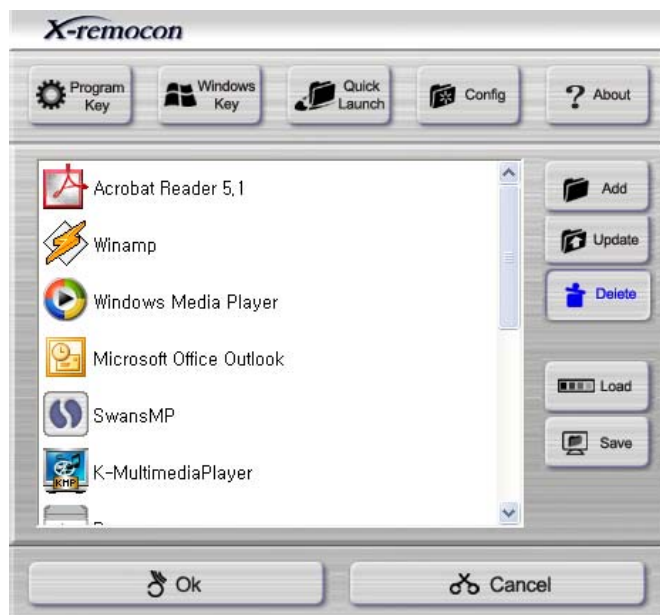 X-remocon
Program Key
Windows Key
Quick Launch
Config
? About
Acrobat Reader 5,1
Winamp
Windows Media Player
Microsoft Office Outlook
SwansMP
KMP
K-MultimediaPlayer
Add
Update
Delete
Load
Save
Ok
Cancel